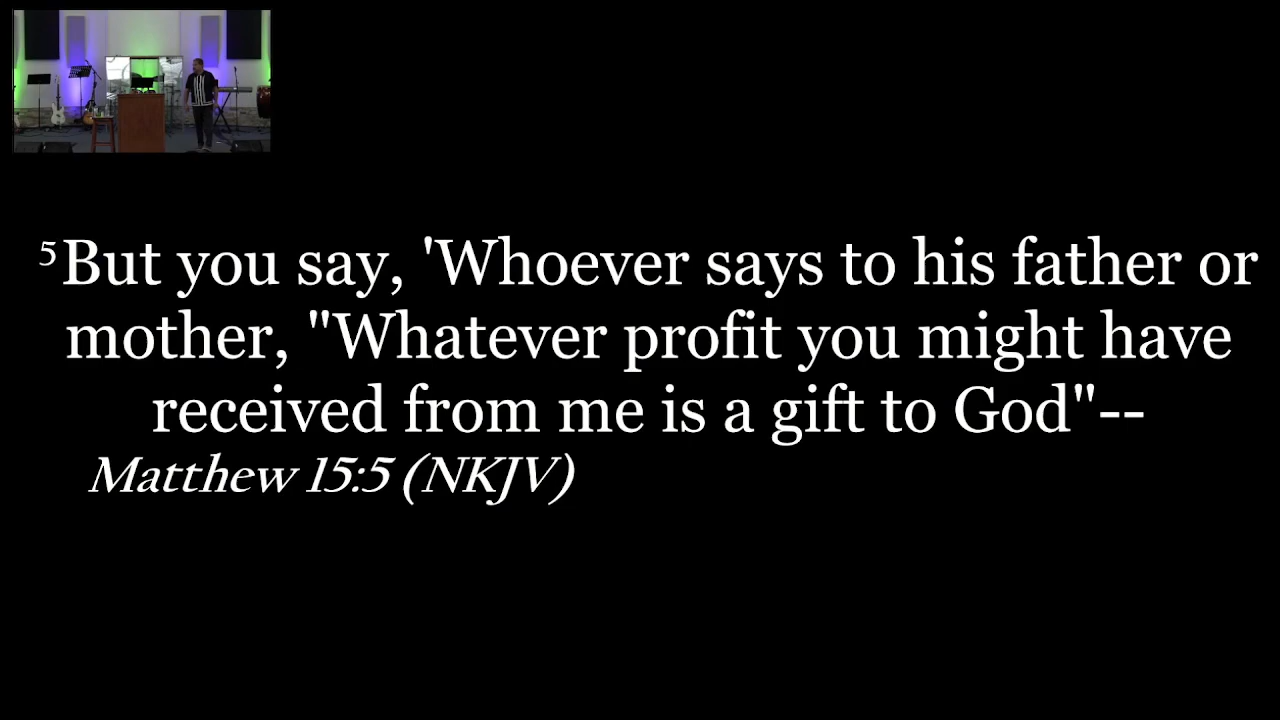 ⁵But you say, 'Whoever says to his father or
mother, "Whatever profit you might have
received from me is a gift to God"--
Matthew 15:5 (NKJV)